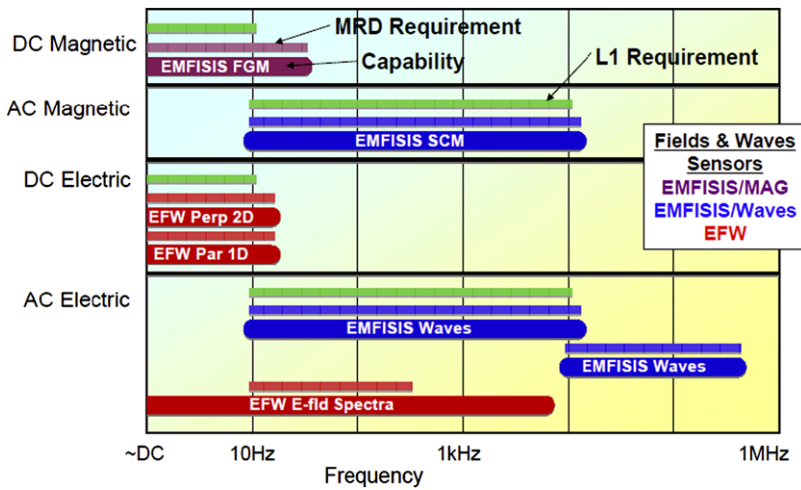 DC Magnetic
MRD Requirement
EMFISIS FGM
Capability
L1 Requirement
AC Magnetic
EMFISIS SCM
Fields & Waves
Sensors
EMFISIS/MAG
EMFISIS/Waves
EFW
DC Electric
EFW Perp 2D
EFW Par 1D
AC Electric
EMFISIS Waves
EMFISIS Waves
EFW E-fld Spectra
~DC
10Hz
1kHz
1MHz
Frequency